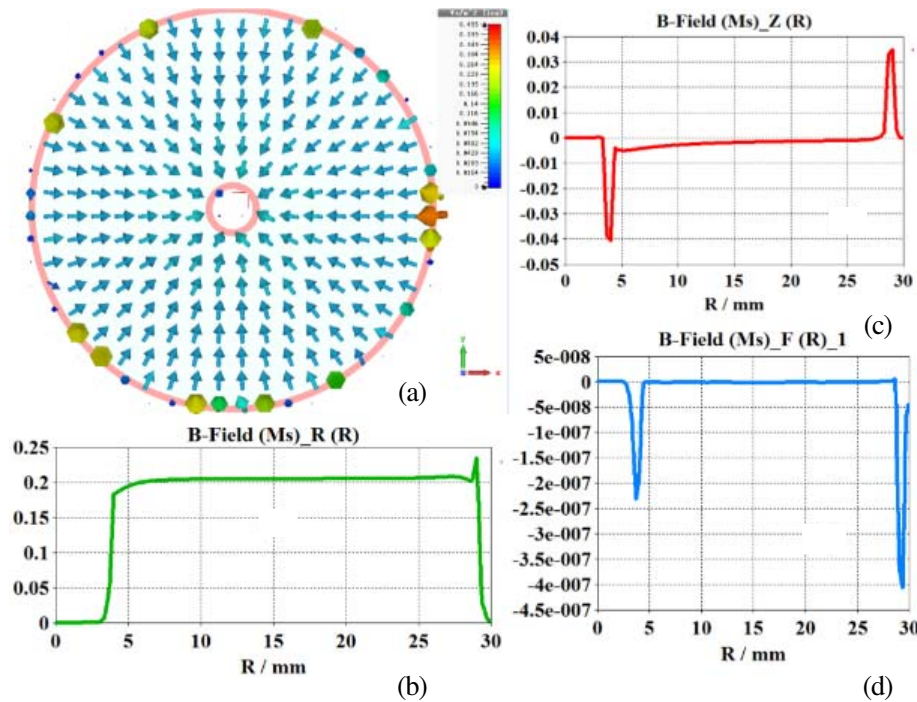 0.14
y
x
(a)
B-Field (Ms)_Z (R)
0.04
0.03
0.02
0.01
0
-0.01
-0.02
-0.03
-0.04
-0.05
0 5 10 15 20 25 30
R / mm
(c)
B-Field (Ms)_R (R)
0.25
0.2
0.15
0.1
0.05
0
0 5 10 15 20 25 30
R / mm
(b)
B-Field (Ms)_F (R)_1
5e-008
0
-5e-008
-1e-007
-1.5e-007
-2e-007
-2.5e-007
-3e-007
-3.5e-007
-4e-007
-4.5e-007
0 5 10 15 20 25 30
R / mm
(d)